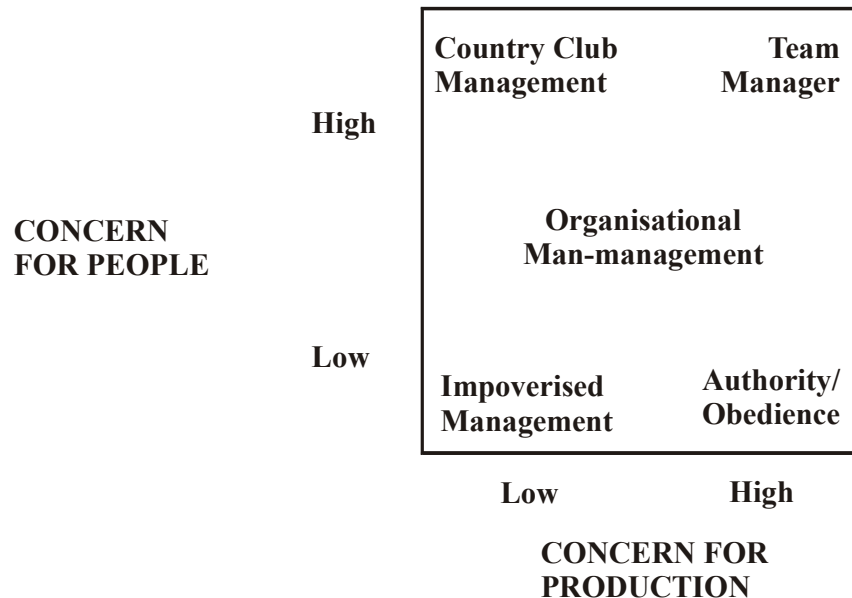 Country Club Team
Management Manager
High
Organisational
CONCERN Man-management
FOR PEOPLE
Low
Impoverised Authority/
Management Obedience
Low High
CONCERN FOR
PRODUCTION